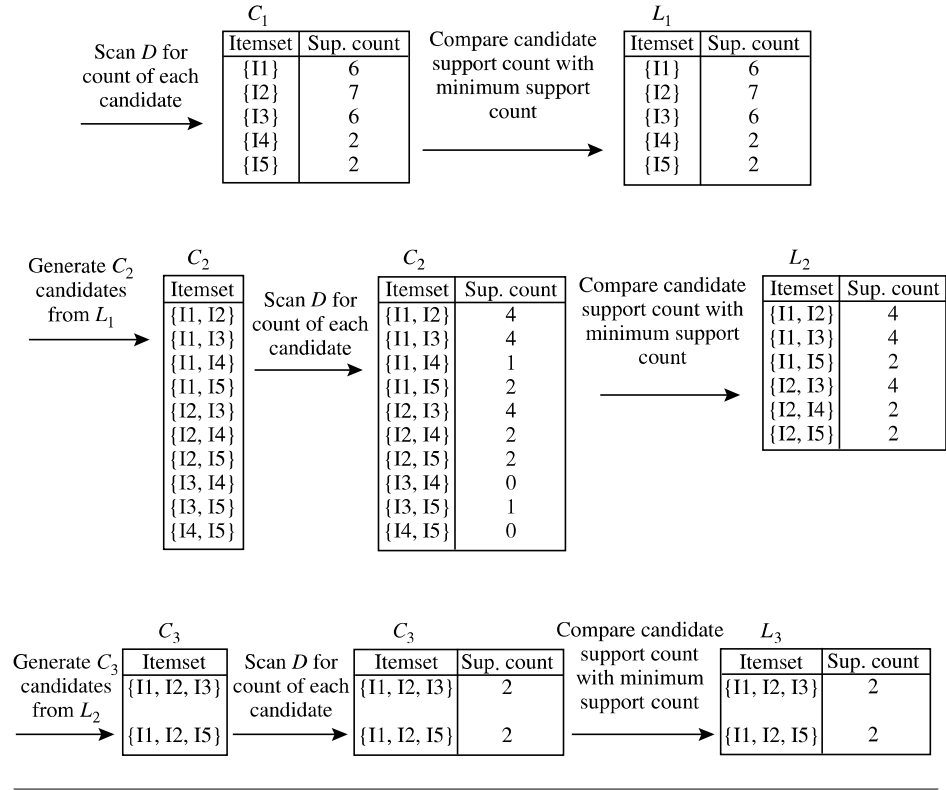 C1 L1
Scan D for
count of each
candidate
Itemset Sup. count
{I1} 6
{I2} 7
{I3} 6
{I4} 2
{I5} 2
Compare candidate
support count with
minimum support
count
Itemset Sup. count
{I1} 6
{I2} 7
{I3} 6
{I4} 2
{I5} 2
Generate C2
candidates
from L1
C2
Itemset
{I1, I2}
{I1, I3}
{I1, I4}
{I1, I5}
{I2, I3}
{I2, I4}
{I2, I5}
{I3, I4}
{I3, I5}
{I4, I5}
Scan D for
count of each
candidate
C2
Itemset Sup. count
{I1, I2} 4
{I1, I3} 4
{I1, I4} 1
{I1, I5} 2
{I2, I3} 4
{I2, I4} 2
{I2, I5} 2
{I3, I4} 0
{I3, I5} 1
{I4, I5} 0
Compare candidate
support count with
minimum support
count
L2
Itemset Sup. count
{I1, I2} 4
{I1, I3} 4
{I1, I5} 2
{I2, I3} 4
{I2, I4} 2
{I2, I5} 2
Generate C3
candidates
from L2
C3
Itemset
{I1, I2, I3}
{I1, I2, I5}
Scan D for
count of each
candidate
C3
Itemset Sup. count
{I1, I2, I3} 2
{I1, I2, I5} 2
Compare candidate
support count
with minimum
support count
L3
Itemset Sup. count
{I1, I2, I3} 2
{I1, I2, I5} 2